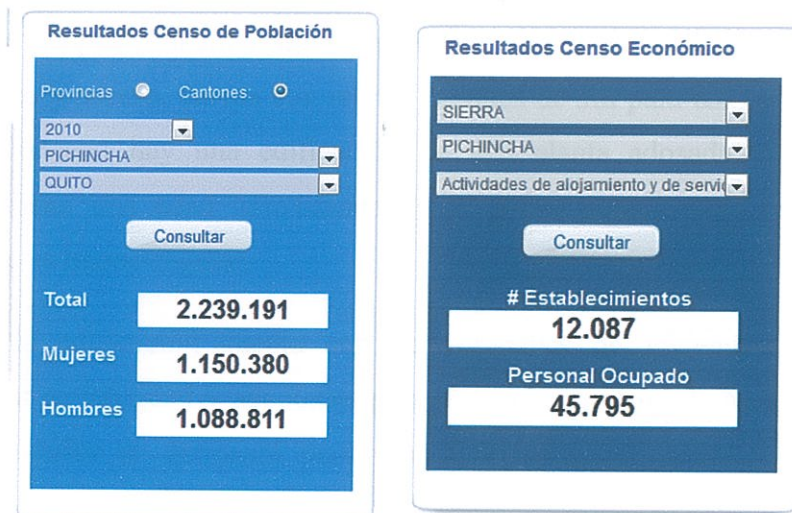 Resultados Censo de Población
Provincias Cantones:
2010
PICHINCHA
QUITO
Consultar
Total 2.239.191
Mujeres 1.150.380
Hombres 1.088.811
Resultados Censo Económico
SIERRA
PICHINCHA
Actividades de alojamiento y de servi
Consultar
# Establecimientos
12.087
Personal Ocupado
45.795